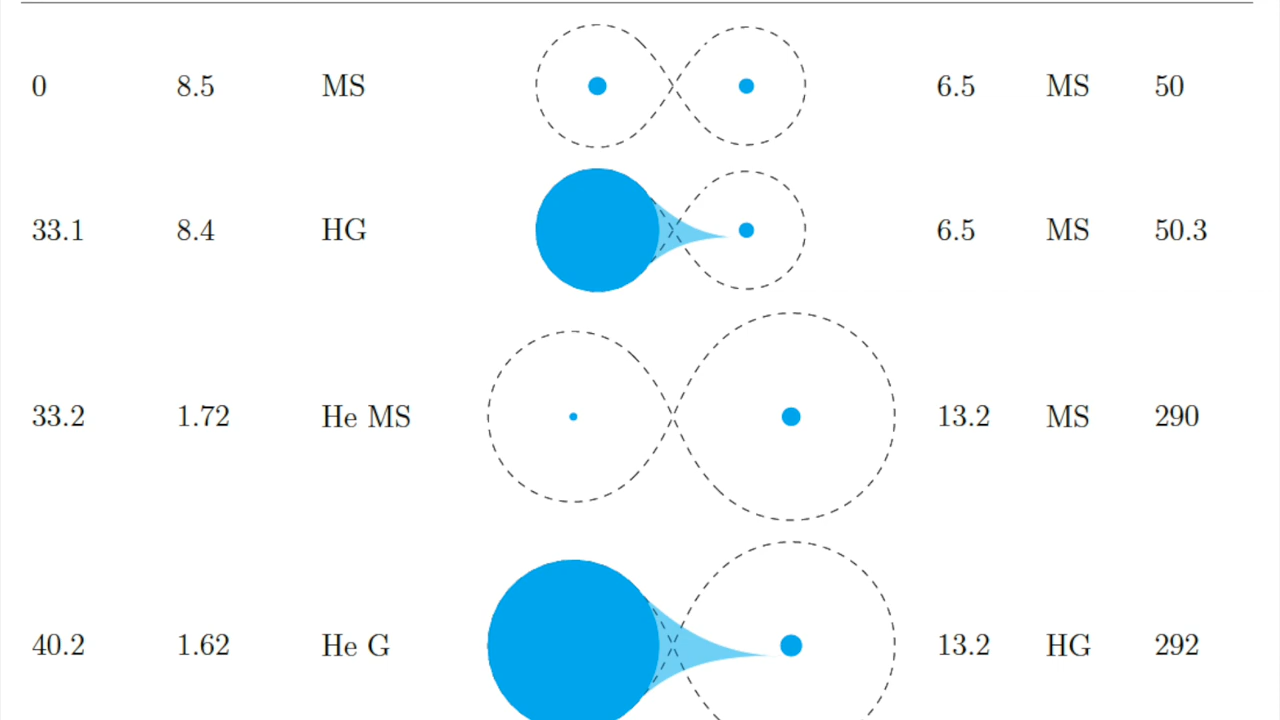 0 8.5 MS 6.5 MS 50
33.1 8.4 HG 6.5 MS 50.3
33.2 1.72 He MS 13.2 MS 290
40.2 1.62 He G 13.2 HG 292